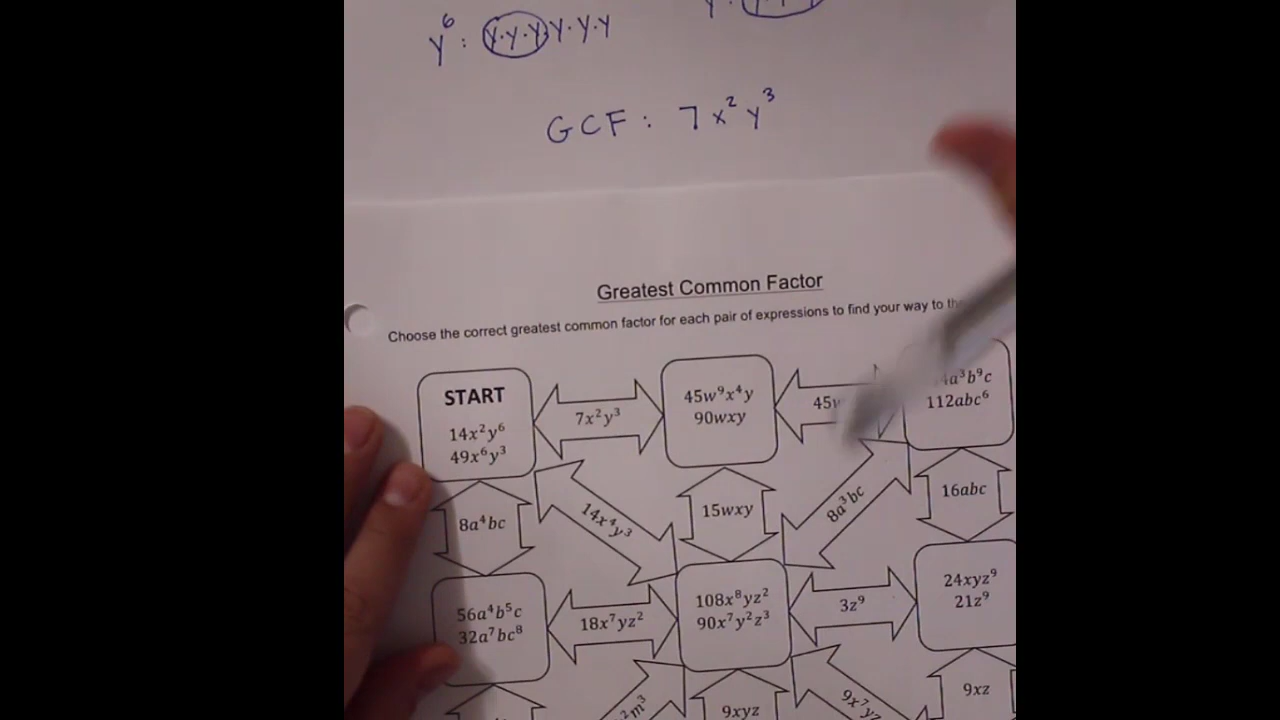 y⁶ : y·y·y·y·y·y
GCF : 7x²y³
Greatest Common Factor
Choose the correct greatest common factor for each pair of expressions to find your way to
START
14x²y⁶
49x⁶y³
7x²y³
45w⁹x⁴y
90wxy
a³b⁹c
112abc⁶
8a⁴bc
14x⁴y³
15wxy
8a³bc
16abc
56a⁴b⁵c
32a⁷bc⁸
18x⁷yz²
108x⁸yz²
90x⁷y²z³
3z⁹
24xyz⁹
21z⁹
9xyz
9xz